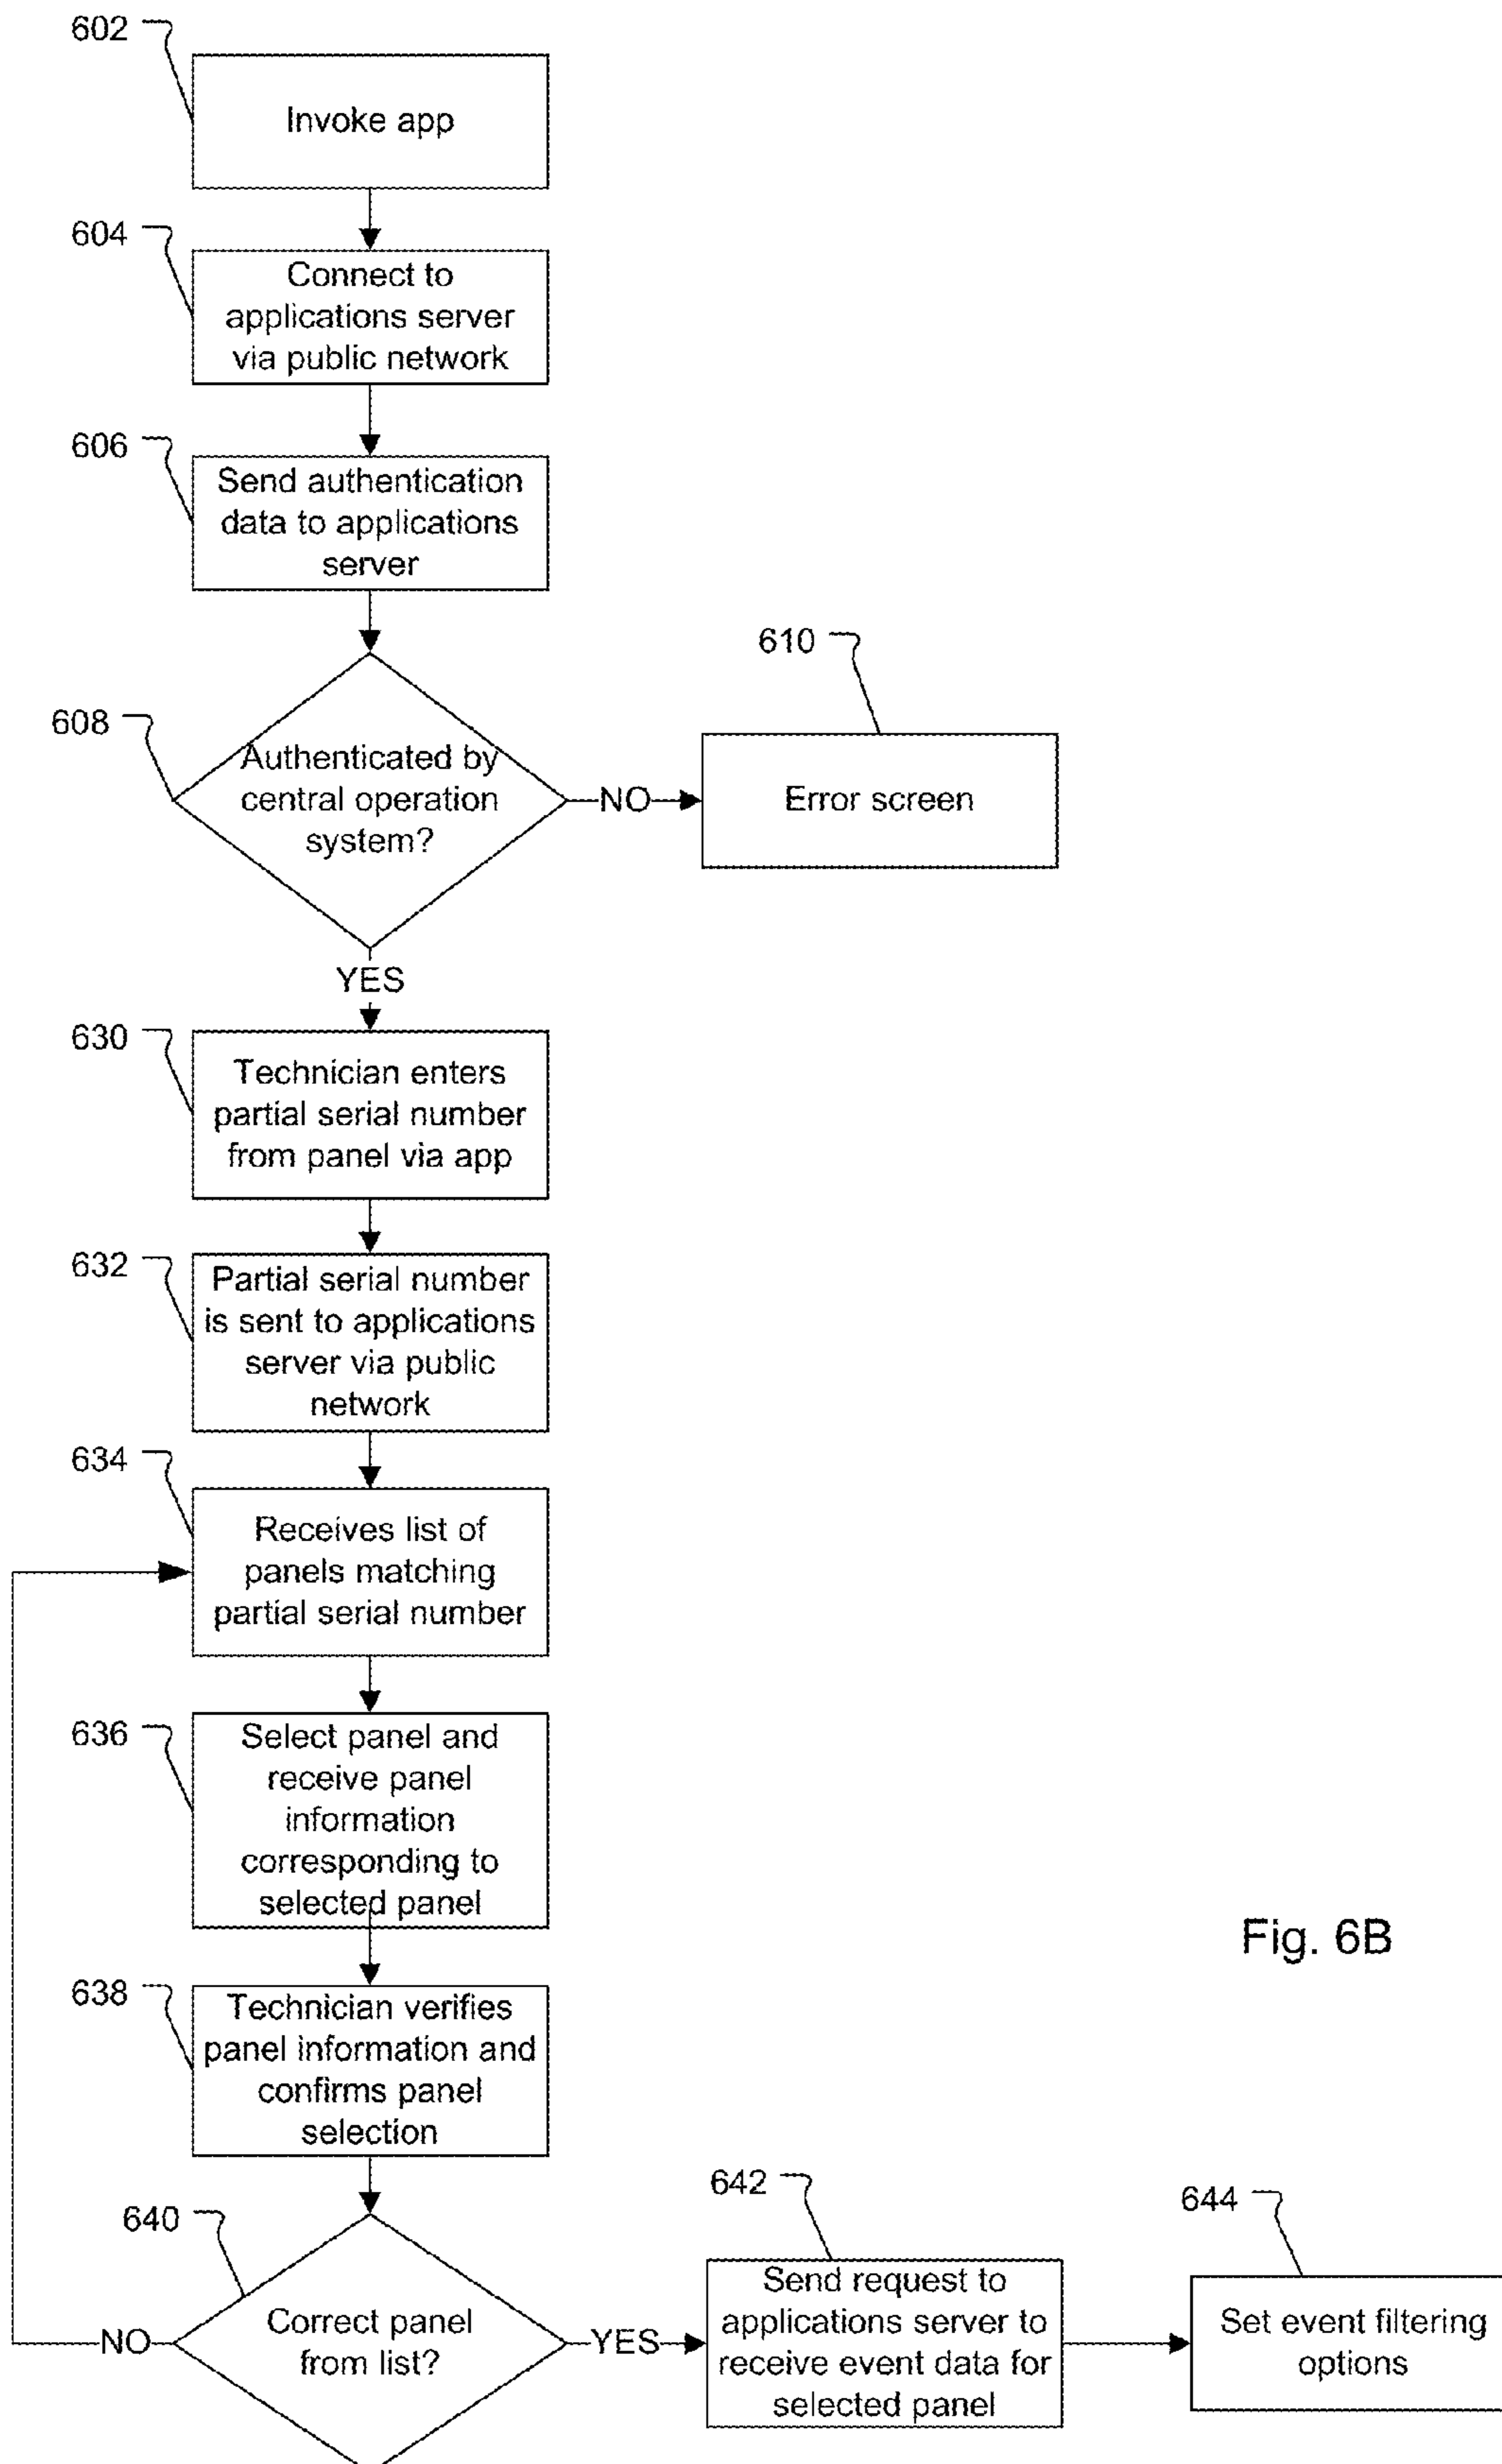 602
Invoke app
604
Connect to
applications server
via public network
606
Send authentication
data to applications
server
610
608
Authenticated by
central operation
system?
NO
Error screen
YES
630
Technician enters
partial serial number
from panel via app
632
Partial serial number
is sent to applications
server via public
network
634
Receives list of
panels matching
partial serial number
636
Select panel and
receive panel
information
corresponding to
selected panel
Fig. 6B
638
Technician verifies
panel information and
confirms panel
selection
640
642
644
NO
Correct panel
from list?
YES
Send request to
applications server to
receive event data for
selected panel
Set event filtering
options